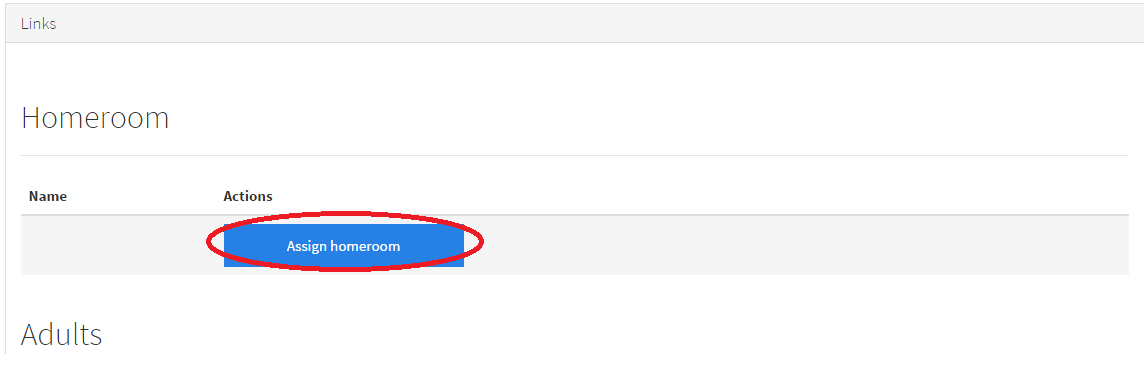 Links
Homeroom
Name Actions
Assign homeroom
Adults